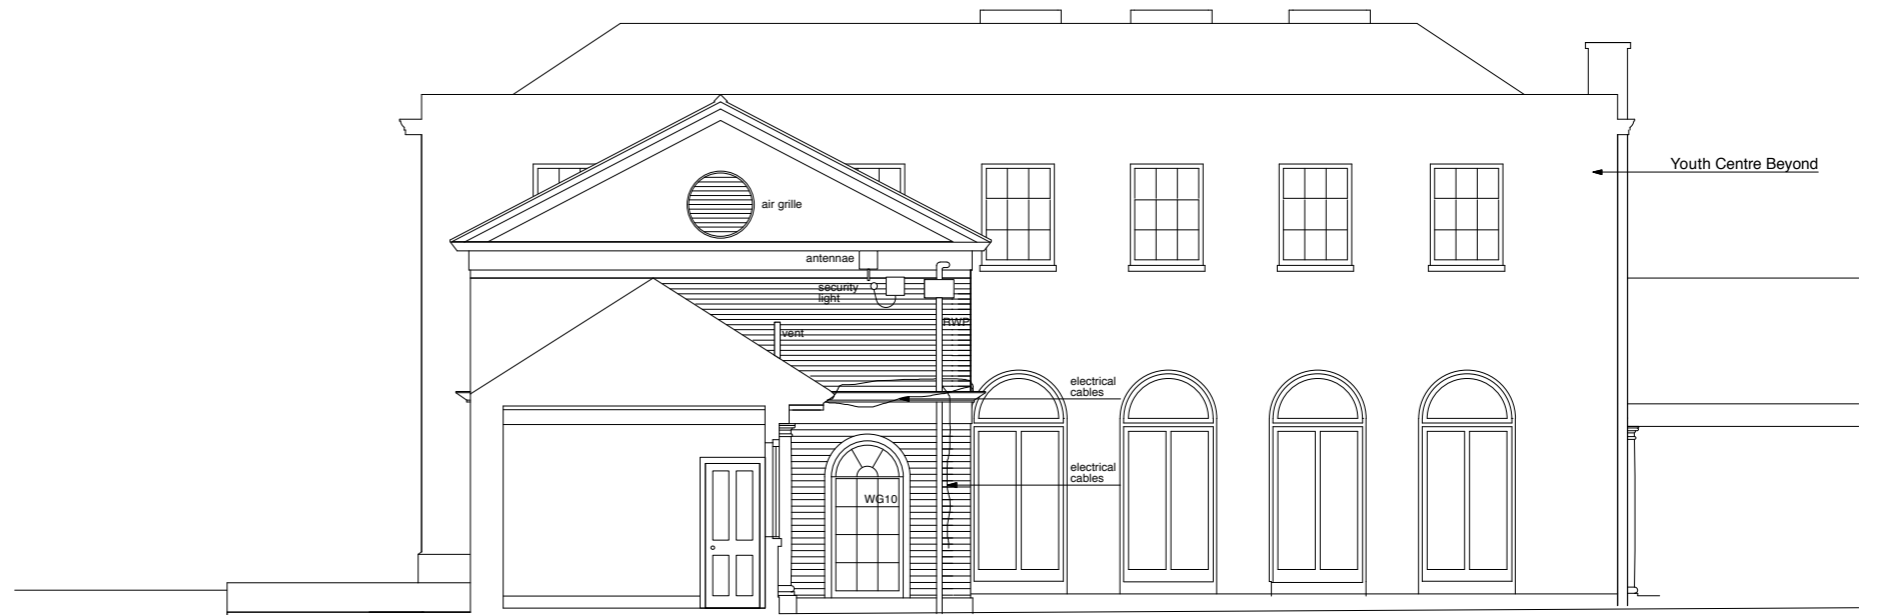 Youth Centre Beyond
air grille
antennae
security
light
RWP
vent
electrical
cables
electrical
cables
WG10